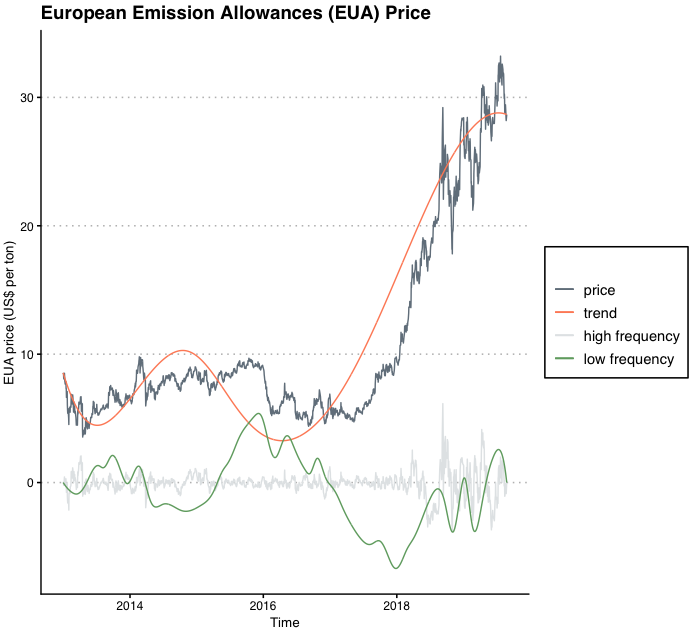 European Emission Allowances (EUA) Price
EUA price (US$ per ton)
30
20
10
0
2014
2016
2018
Time
price
trend
high frequency
low frequency